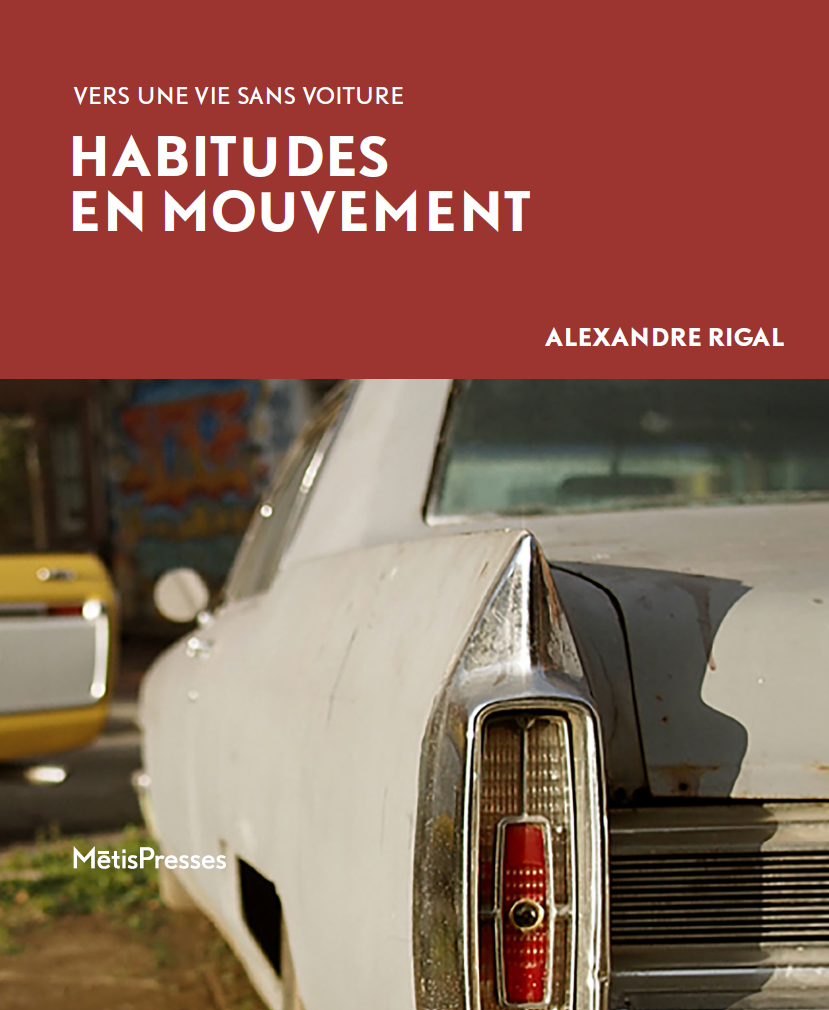 VERS UNE VIE SANS VOITURE
HABITUDES
EN MOUVEMENT
ALEXANDRE RIGAL
MētisPresses